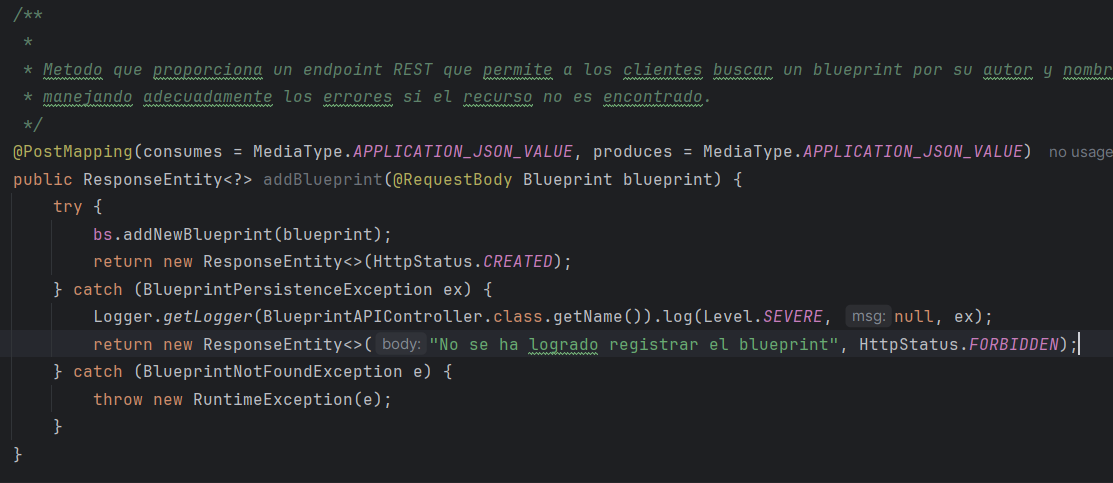 /**
 *
 * Metodo que proporciona un endpoint REST que permite a los clientes buscar un blueprint por su autor y nombr
 * manejando adecuadamente los errores si el recurso no es encontrado.
 */
@PostMapping(consumes = MediaType.APPLICATION_JSON_VALUE, produces = MediaType.APPLICATION_JSON_VALUE) no usage
public ResponseEntity<?> addBlueprint(@RequestBody Blueprint blueprint) {
    try {
        bs.addNewBlueprint(blueprint);
        return new ResponseEntity<>(HttpStatus.CREATED);
    } catch (BlueprintPersistenceException ex) {
        Logger.getLogger(BlueprintAPIController.class.getName()).log(Level.SEVERE, msg: null, ex);
        return new ResponseEntity<>(body: "No se ha logrado registrar el blueprint", HttpStatus.FORBIDDEN);
    } catch (BlueprintNotFoundException e) {
        throw new RuntimeException(e);
    }
}